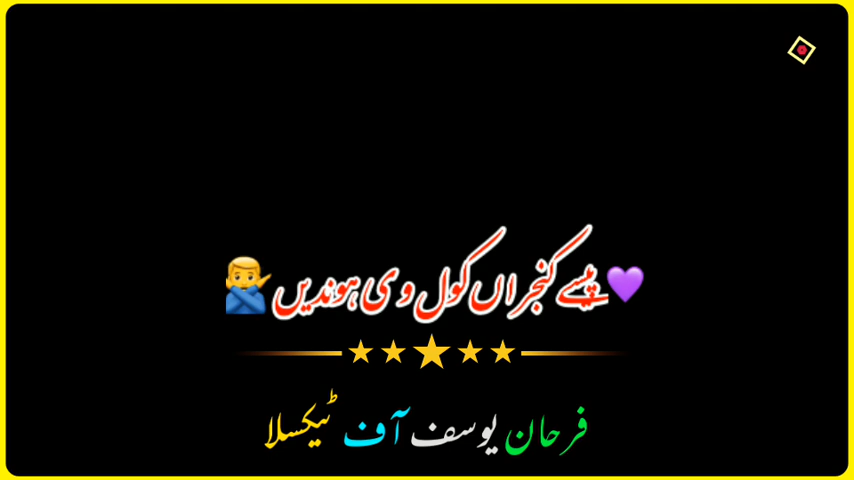 💜پیسے کنجراں کول وی ہوندیں🙅‍♂️
فرحان یوسف آف ٹیکسلا